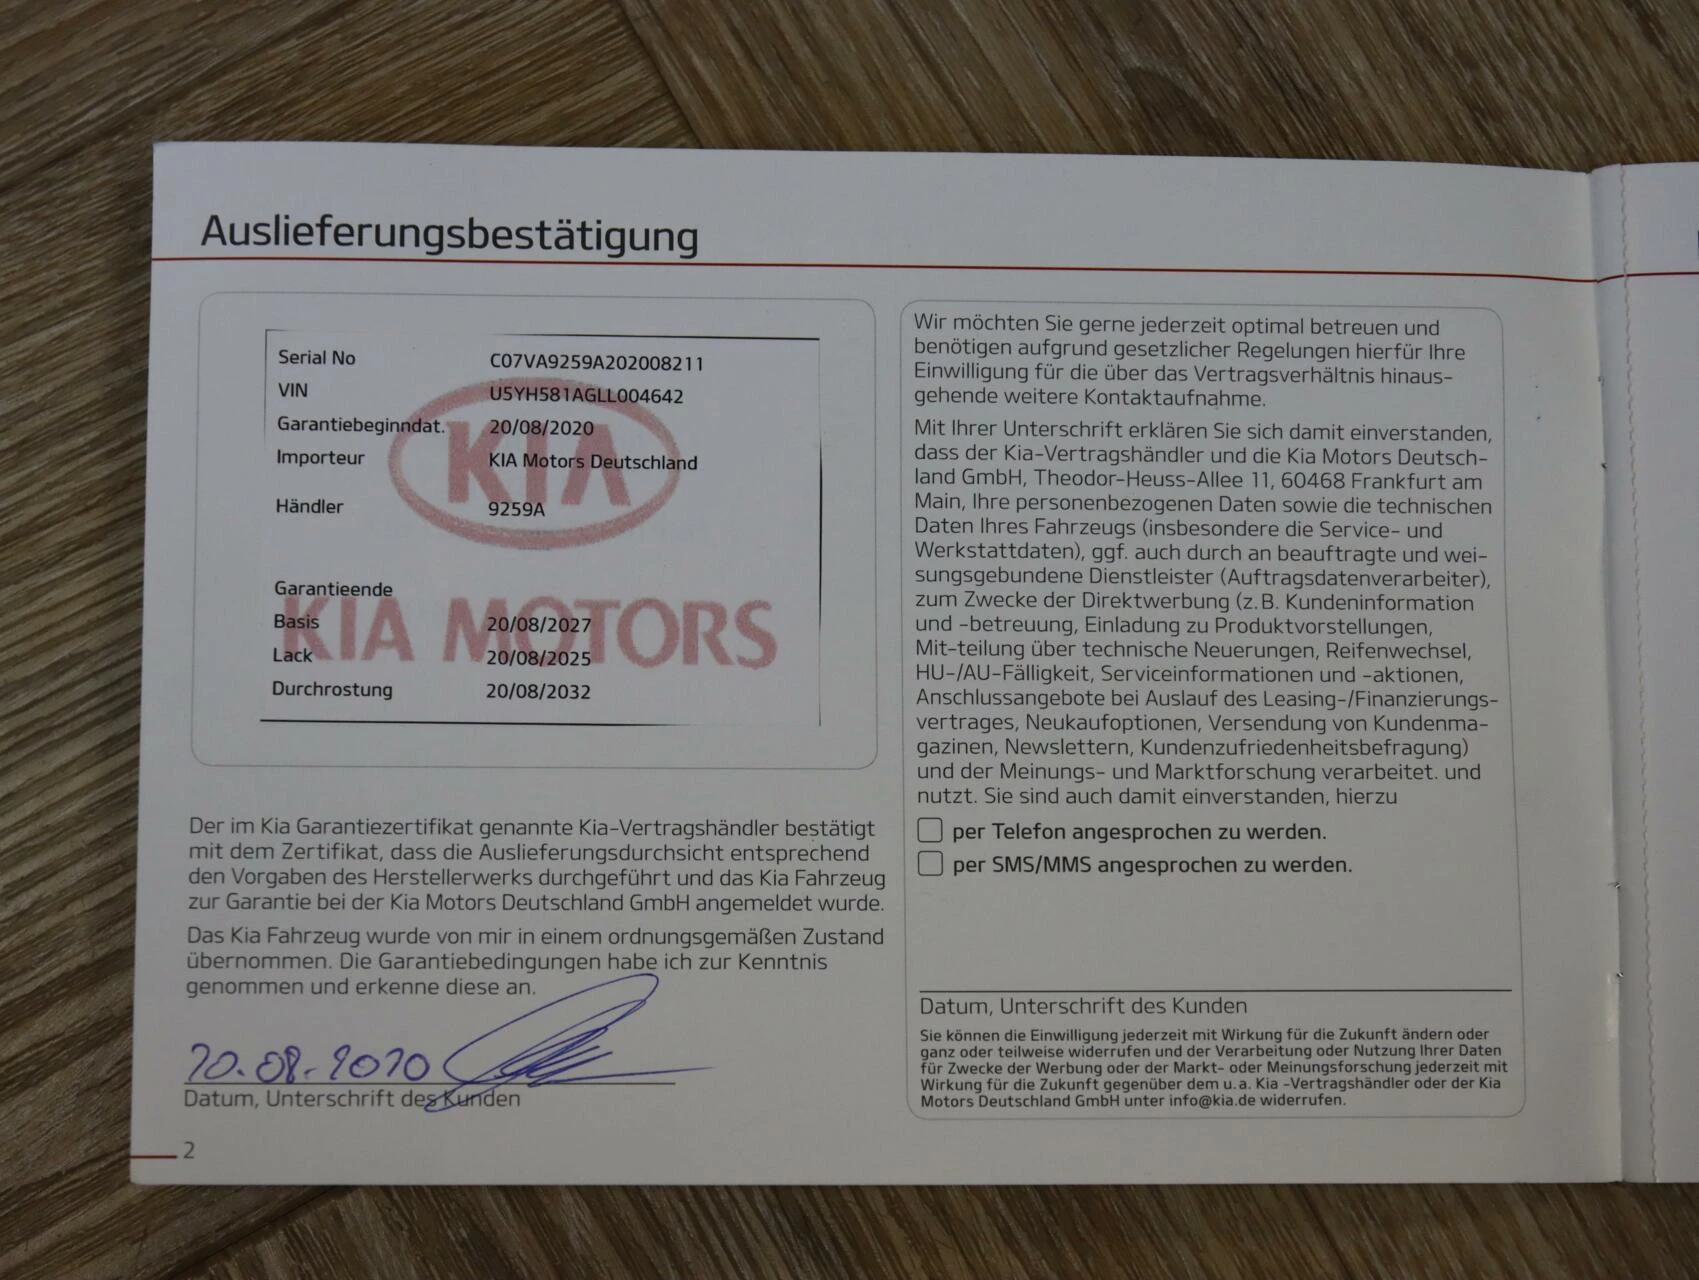 Auslieferungsbestätigung
Serial No C07VA9259A202008211
VIN U5YH581AGLL004642
Garantiebeginndat. 20/08/2020
Importeur KIA Motors Deutschland
Händler 9259A
KIA
Garantieende
Basis 20/08/2027
Lack 20/08/2025
Durchrostung 20/08/2032
KIA MOTORS
Der im Kia Garantiezertifikat genannte Kia-Vertragshändler bestätigt
mit dem Zertifikat, dass die Auslieferungsdurchsicht entsprechend
den Vorgaben des Herstellerwerks durchgeführt und das Kia Fahrzeug
zur Garantie bei der Kia Motors Deutschland GmbH angemeldet wurde.
Das Kia Fahrzeug wurde von mir in einem ordnungsgemäßen Zustand
übernommen. Die Garantiebedingungen habe ich zur Kenntnis
genommen und erkenne diese an.
20.08.2020
Datum, Unterschrift des Kunden
2
Wir möchten Sie gerne jederzeit optimal betreuen und
benötigen aufgrund gesetzlicher Regelungen hierfür Ihre
Einwilligung für die über das Vertragsverhältnis hinaus-
gehende weitere Kontaktaufnahme.
Mit Ihrer Unterschrift erklären Sie sich damit einverstanden,
dass der Kia-Vertragshändler und die Kia Motors Deutsch-
land GmbH, Theodor-Heuss-Allee 11, 60468 Frankfurt am
Main, Ihre personenbezogenen Daten sowie die technischen
Daten Ihres Fahrzeugs (insbesondere die Service- und
Werkstattdaten), ggf. auch durch an beauftragte und wei-
sungsgebundene Dienstleister (Auftragsdatenverarbeiter),
zum Zwecke der Direktwerbung (z.B. Kundeninformation
und -betreuung, Einladung zu Produktvorstellungen,
Mit-teilung über technische Neuerungen, Reifenwechsel,
HU-/AU-Fälligkeit, Serviceinformationen und -aktionen,
Anschlussangebote bei Auslauf des Leasing-/Finanzierungs-
vertrages, Neukaufoptionen, Versendung von Kundenma-
gazinen, Newslettern, Kundenzufriedenheitsbefragung)
und der Meinungs- und Marktforschung verarbeitet. und
nutzt. Sie sind auch damit einverstanden, hierzu
per Telefon angesprochen zu werden.
per SMS/MMS angesprochen zu werden.
Datum, Unterschrift des Kunden
Sie können die Einwilligung jederzeit mit Wirkung für die Zukunft ändern oder
ganz oder teilweise widerrufen und der Verarbeitung oder Nutzung Ihrer Daten
für Zwecke der Werbung oder der Markt- oder Meinungsforschung jederzeit mit
Wirkung für die Zukunft gegenüber dem u.a. Kia -Vertragshändler oder der Kia
Motors Deutschland GmbH unter info@kia.de widerrufen.